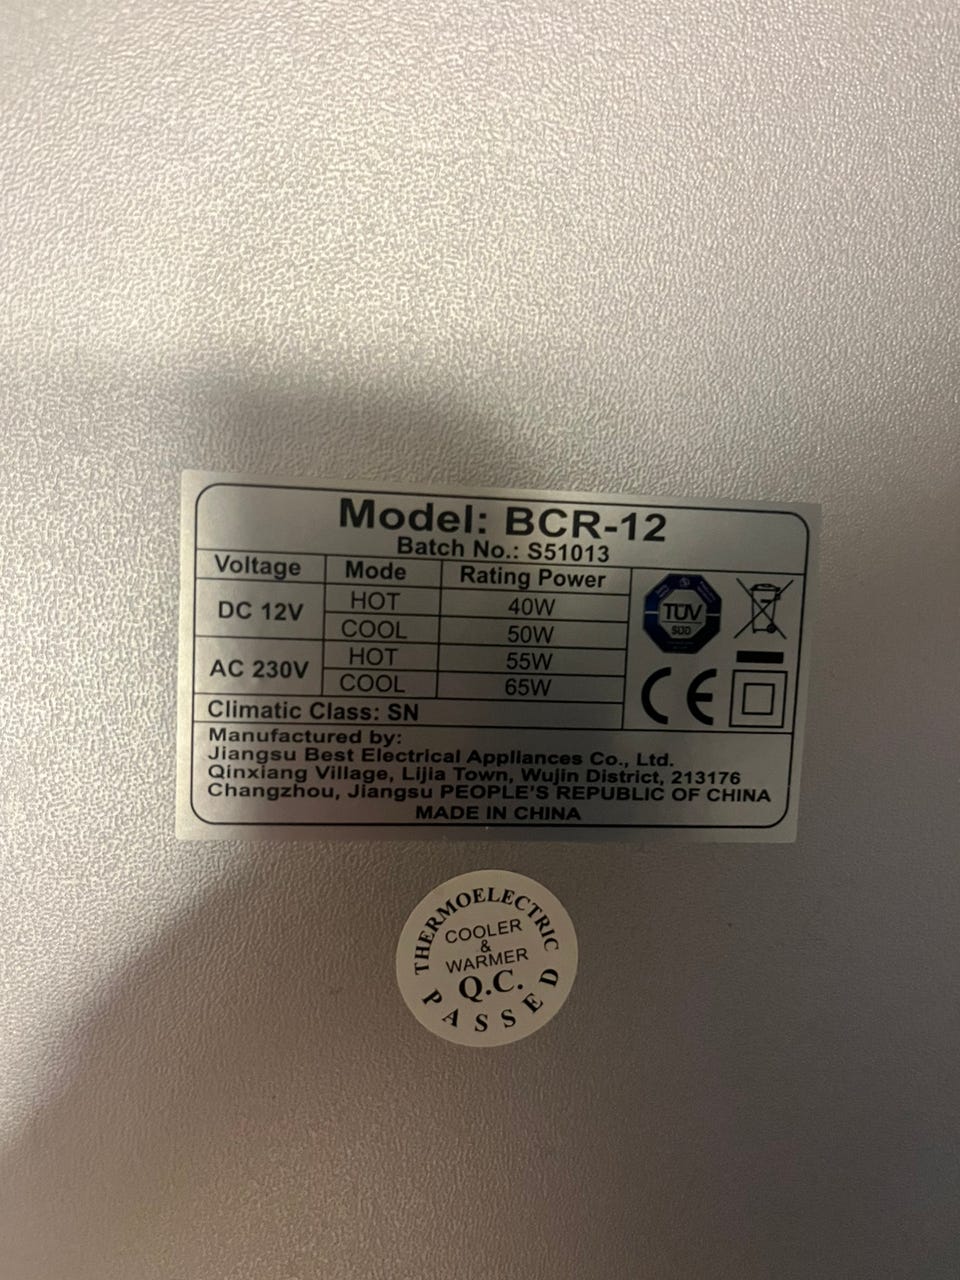 Model: BCR-12
Batch No.: S51013
Voltage Mode Rating Power
DC 12V HOT 40W
COOL 50W
AC 230V HOT 55W
COOL 65W
Climatic Class: SN
TÜV
SÜD
CE
Manufactured by:
Jiangsu Best Electrical Appliances Co., Ltd.
Qinxiang Village, Lijia Town, Wujin District, 213176
Changzhou, Jiangsu PEOPLE'S REPUBLIC OF CHINA
MADE IN CHINA
THERMOELECTRIC
COOLER
&
WARMER
Q.C.
PASSED